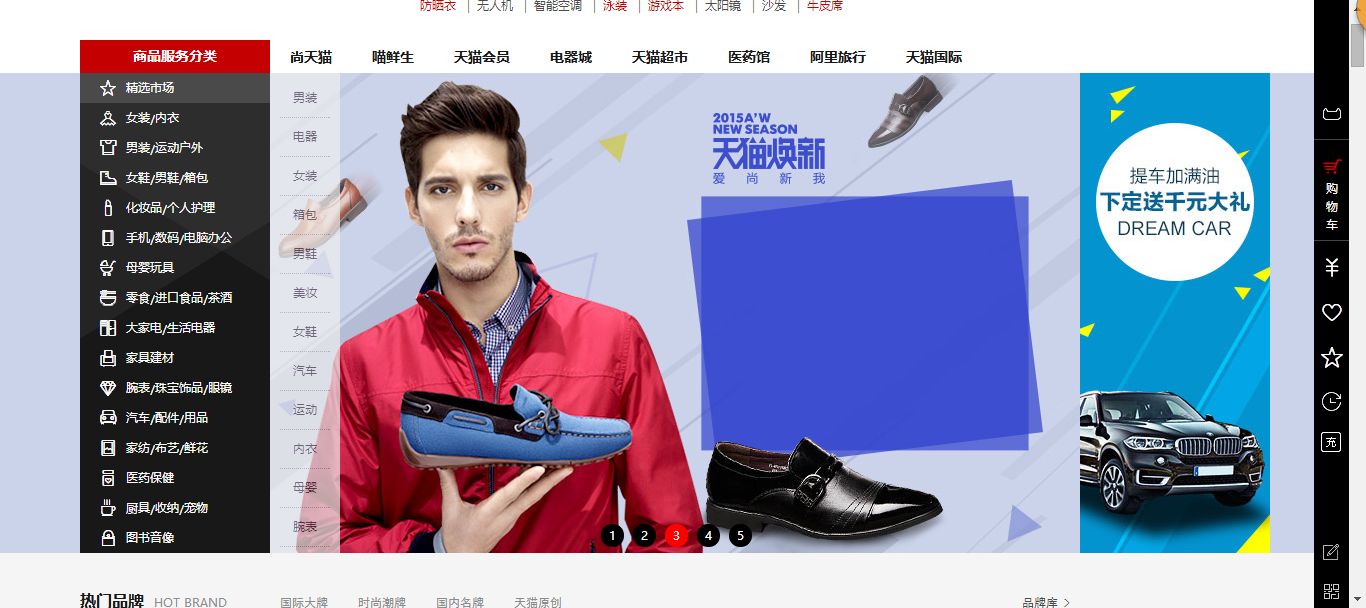 防晒衣 无人机 智能空调 泳装 游戏本 太阳镜 沙发 牛皮席
商品服务分类 尚天猫 喵鲜生 天猫会员 电器城 天猫超市 医药馆 阿里旅行 天猫国际
精选市场
女装/内衣
男装/运动户外
女鞋/男鞋/箱包
化妆品/个人护理
手机/数码/电脑办公
母婴玩具
零食/进口食品/茶酒
大家电/生活电器
家具建材
腕表/珠宝饰品/眼镜
汽车/配件/用品
家纺/布艺/鲜花
医药保健
厨具/收纳/宠物
图书音像
男装
电器
女装
箱包
男鞋
美妆
女鞋
汽车
运动
内衣
母婴
腕表
2015A'W
NEW SEASON
天猫焕新
爱尚新我
1 2 3 4 5
提车加满油
下定送千元大礼
DREAM CAR
购
物
车
充
热门品牌 HOT BRAND 国际大牌 时尚潮牌 国内名牌 天猫原创 品牌库 >